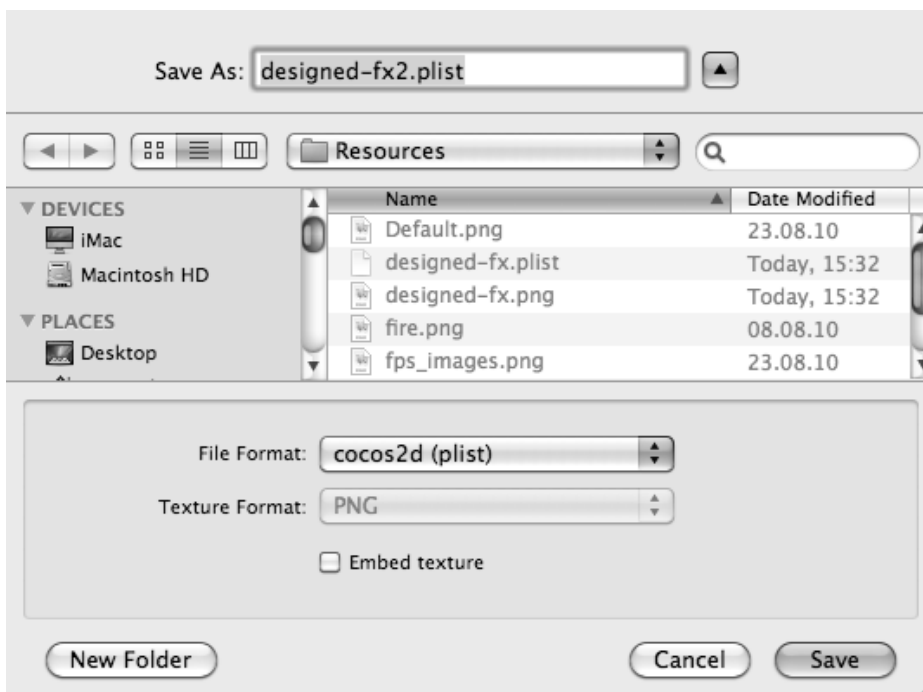 Save As: designed-fx2.plist
Resources
Name Date Modified
DEVICES
iMac
Macintosh HD
PLACES
Desktop
Default.png 23.08.10
designed-fx.plist Today, 15:32
designed-fx.png Today, 15:32
fire.png 08.08.10
fps_images.png 23.08.10
File Format: cocos2d (plist)
Texture Format: PNG
Embed texture
New Folder Cancel Save